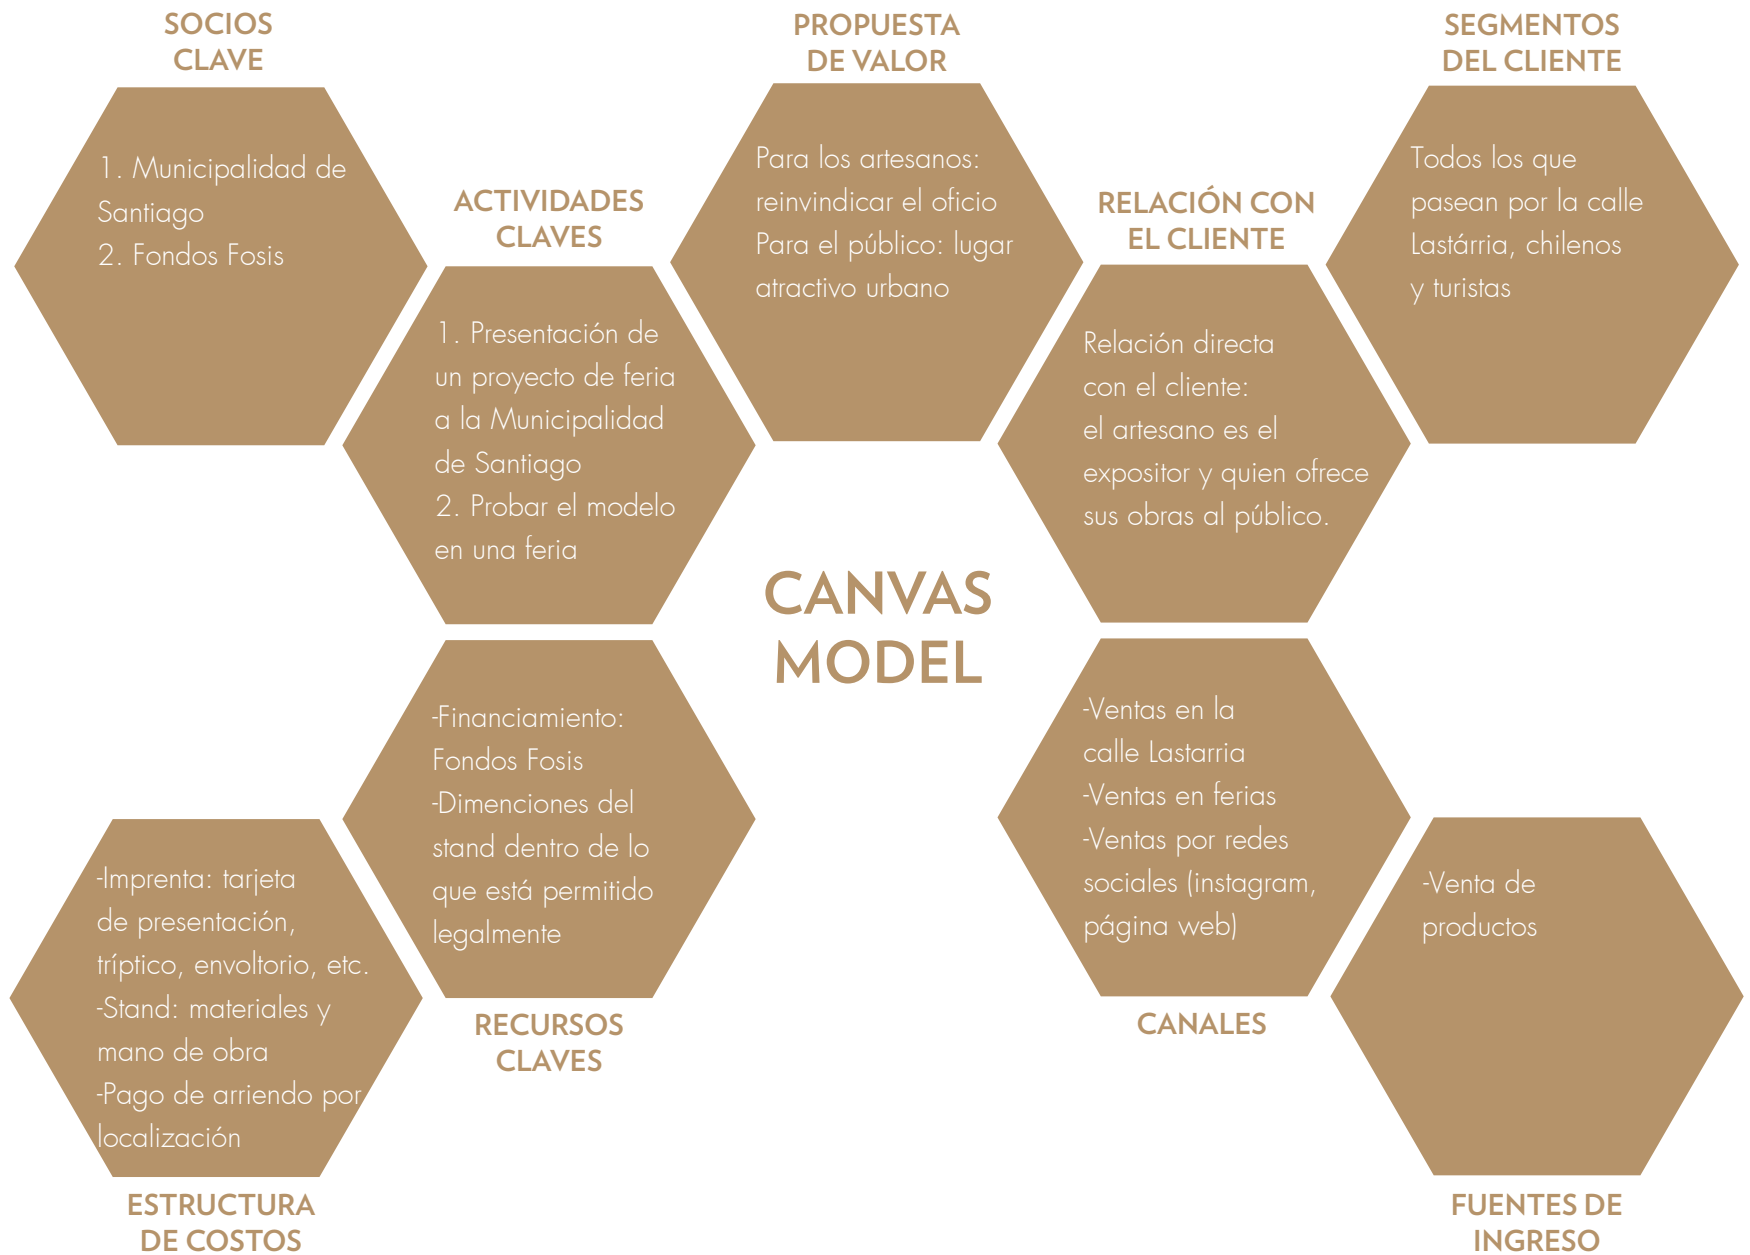 SOCIOS
CLAVE
1. Municipalidad de
Santiago
2. Fondos Fosis
ACTIVIDADES
CLAVES
1. Presentación de
un proyecto de feria
a la Municipalidad
de Santiago
2. Probar el modelo
en una feria
PROPUESTA
DE VALOR
Para los artesanos:
reinvindicar el oficio
Para el público: lugar
atractivo urbano
RELACIÓN CON
EL CLIENTE
Relación directa
con el cliente:
el artesano es el
expositor y quien ofrece
sus obras al público.
SEGMENTOS
DEL CLIENTE
Todos los que
pasean por la calle
Lastárria, chilenos
y turistas
CANVAS
MODEL
-Imprenta: tarjeta
de presentación,
tríptico, envoltorio, etc.
-Stand: materiales y
mano de obra
-Pago de arriendo por
localización
ESTRUCTURA
DE COSTOS
-Financiamiento:
Fondos Fosis
-Dimenciones del
stand dentro de lo
que está permitido
legalmente
RECURSOS
CLAVES
-Ventas en la
calle Lastarria
-Ventas en ferias
-Ventas por redes
sociales (instagram,
página web)
CANALES
-Venta de
productos
FUENTES DE
INGRESO